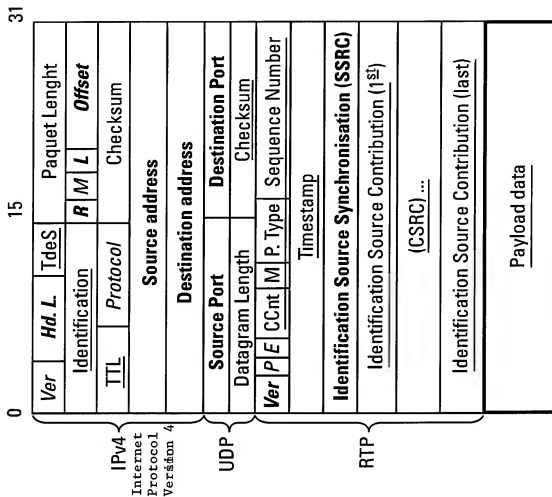 0 15 31
Ver Hd. L. TdeS Paquet Lenght
Identification R M L Offset
TTL Protocol Checksum
Source address
Destination address
IPv4
Internet
Protocol
Version 4
Source Port Destination Port
Datagram Length Checksum
UDP
Ver P E CCnt M P. Type Sequence Number
Timestamp
Identification Source Synchronisation (SSRC)
Identification Source Contribution (1st)
(CSRC)...
Identification Source Contribution (last)
RTP
Payload data